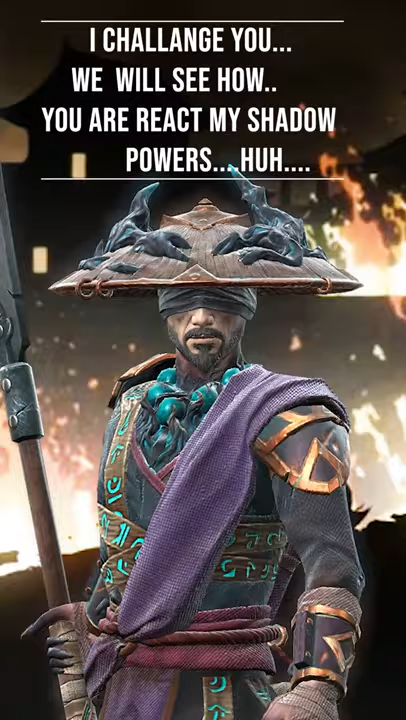 I CHALLANGE YOU...
WE WILL SEE HOW..
YOU ARE REACT MY SHADOW
POWERS....HUH....